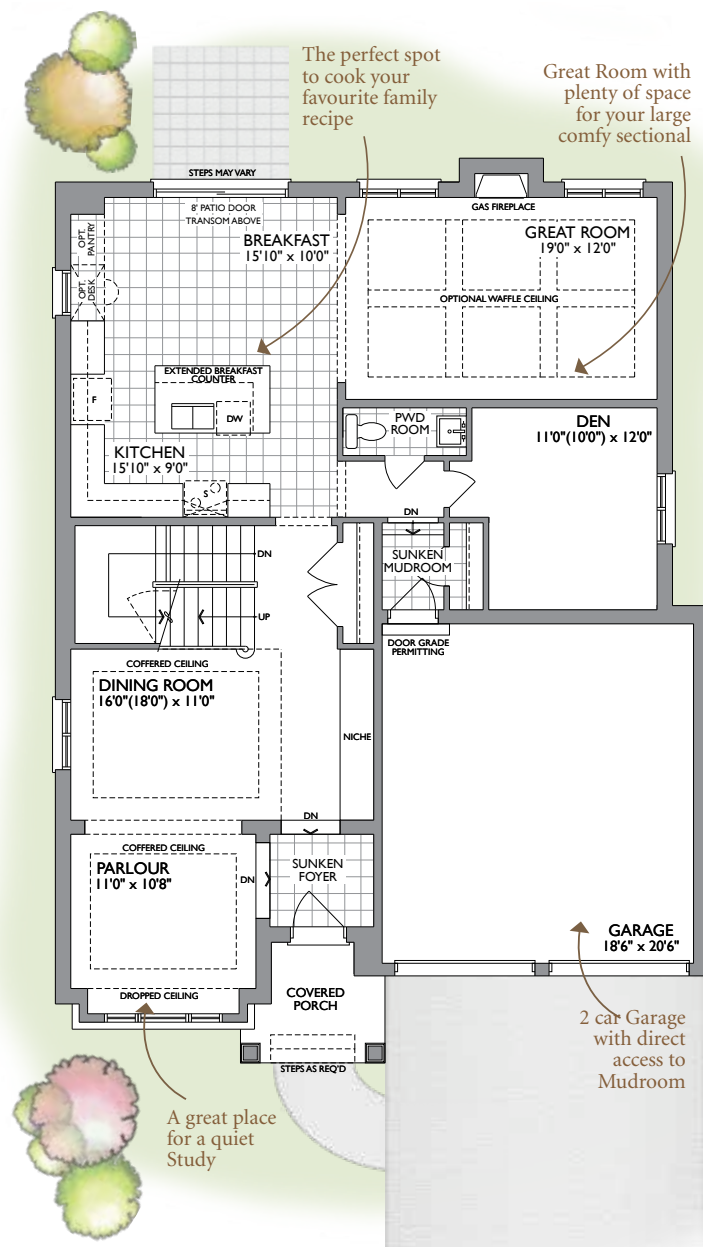 The perfect spot
to cook your
favourite family
recipe
Great Room with
plenty of space
for your large
comfy sectional
STEPS MAY VARY
8' PATIO DOOR
TRANSOM ABOVE
GAS FIREPLACE
OPT.
PANTRY
BREAKFAST
15'10" x 10'0"
GREAT ROOM
19'0" x 12'0"
OPT.
DESK
OPTIONAL WAFFLE CEILING
EXTENDED BREAKFAST
COUNTER
F
DW
PWD
ROOM
DEN
11'0"(10'0") x 12'0"
KITCHEN
15'10" x 9'0"
S
DN
DN
SUNKEN
MUDROOM
UP
DOOR GRADE
PERMITTING
COFFERED CEILING
DINING ROOM
16'0"(18'0") x 11'0"
NICHE
DN
COFFERED CEILING
PARLOUR
11'0" x 10'8"
DN
SUNKEN
FOYER
GARAGE
18'6" x 20'6"
DROPPED CEILING
COVERED
PORCH
STEPS AS REQ'D
2 car Garage
with direct
access to
Mudroom
A great place
for a quiet
Study